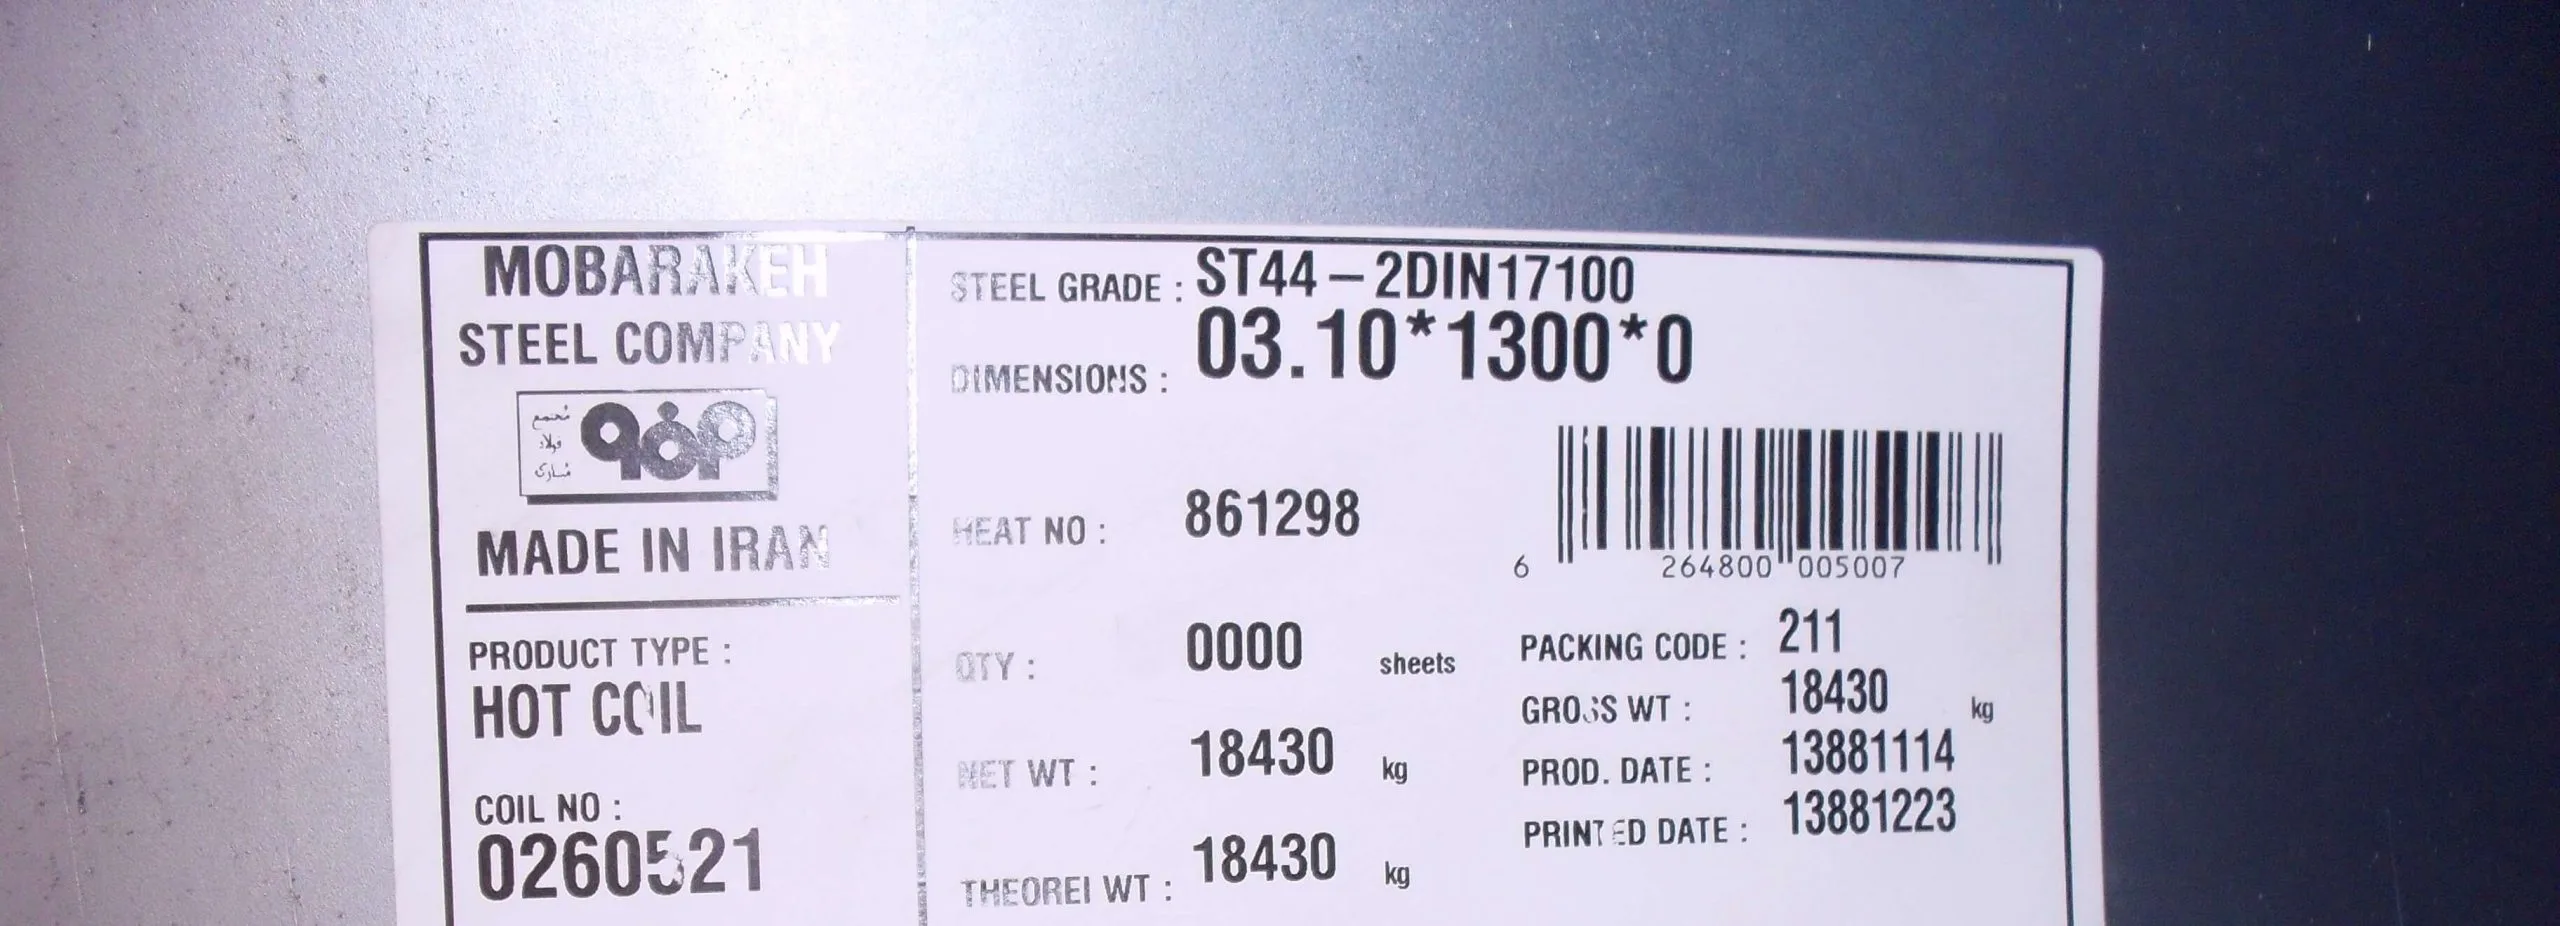 MOBARAKEH
STEEL COMPANY
مجتمع
فولاد
مبارکه
MADE IN IRAN
PRODUCT TYPE :
HOT COIL
COIL NO :
0260521
STEEL GRADE : ST44-2DIN17100
DIMENSIONS : 03.10*1300*0
HEAT NO : 861298
6 264800 005007
QTY : 0000 sheets
NET WT : 18430 kg
THEOREI WT : 18430 kg
PACKING CODE : 211
GROSS WT : 18430 kg
PROD. DATE : 13881114
PRINTED DATE : 13881223